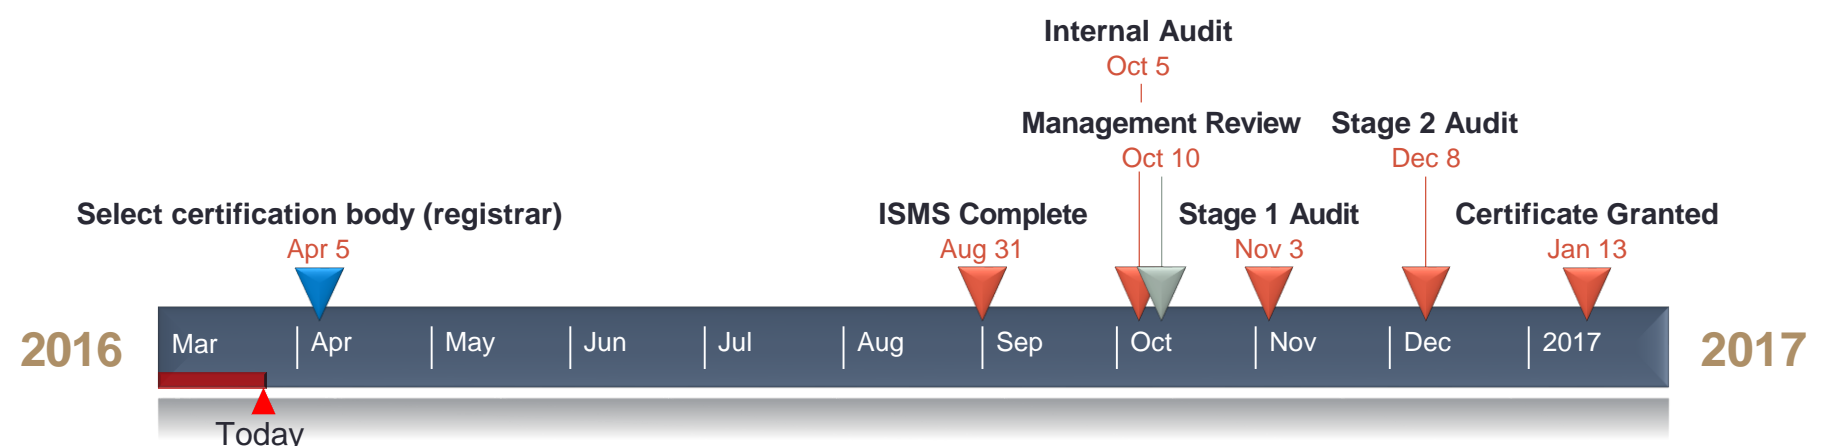 Internal Audit
Oct 5
Management Review
Oct 10
Stage 2 Audit
Dec 8
Select certification body (registrar)
Apr 5
ISMS Complete
Aug 31
Stage 1 Audit
Nov 3
Certificate Granted
Jan 13
2016
Mar
Apr
May
Jun
Jul
Aug
Sep
Oct
Nov
Dec
2017
2017
Today